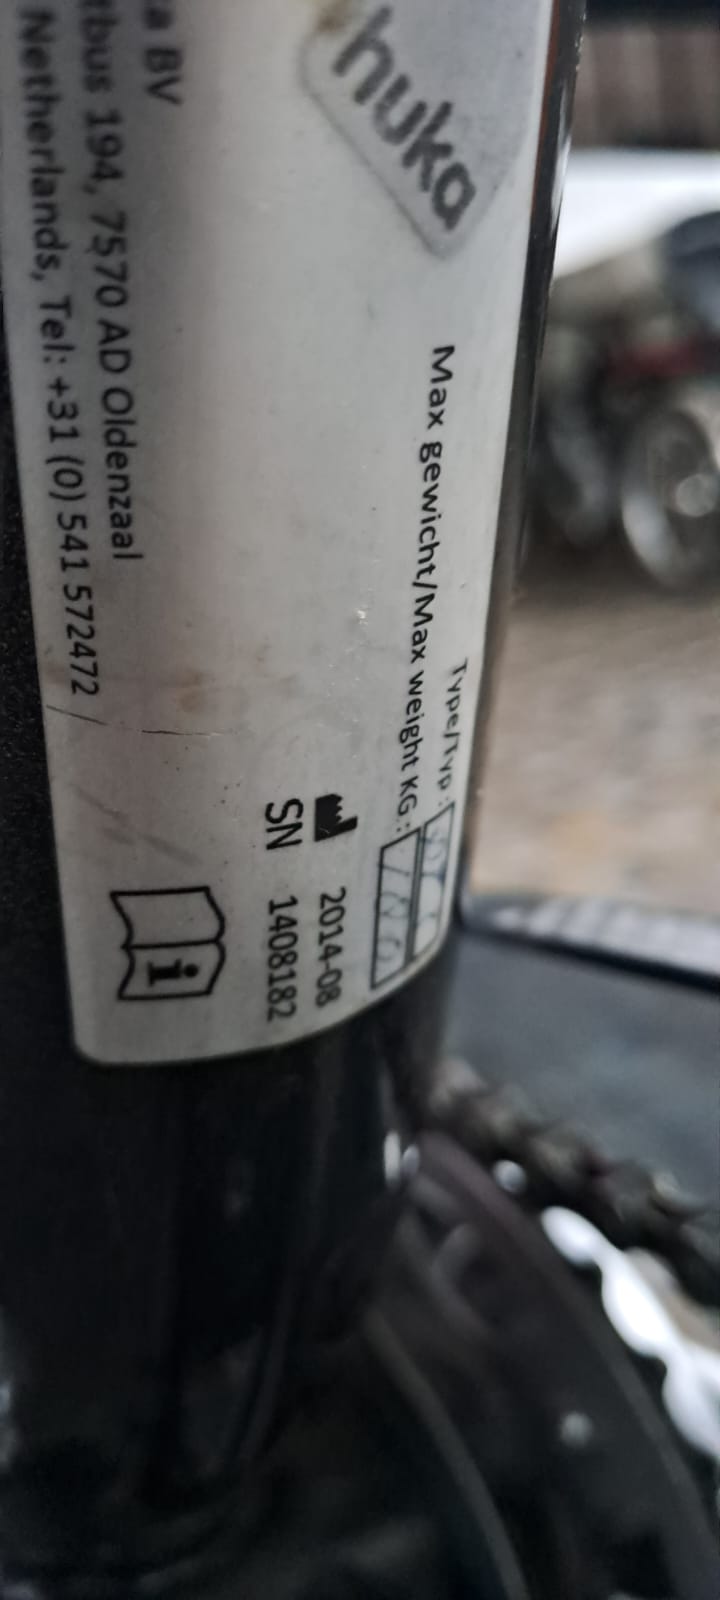 huka
Type/Typ :
Max gewicht/Max weight KG.:
2014-08
SN 1408182
BV
194, 7570 AD Oldenzaal
Netherlands, Tel: +31 (0) 541 572472
i